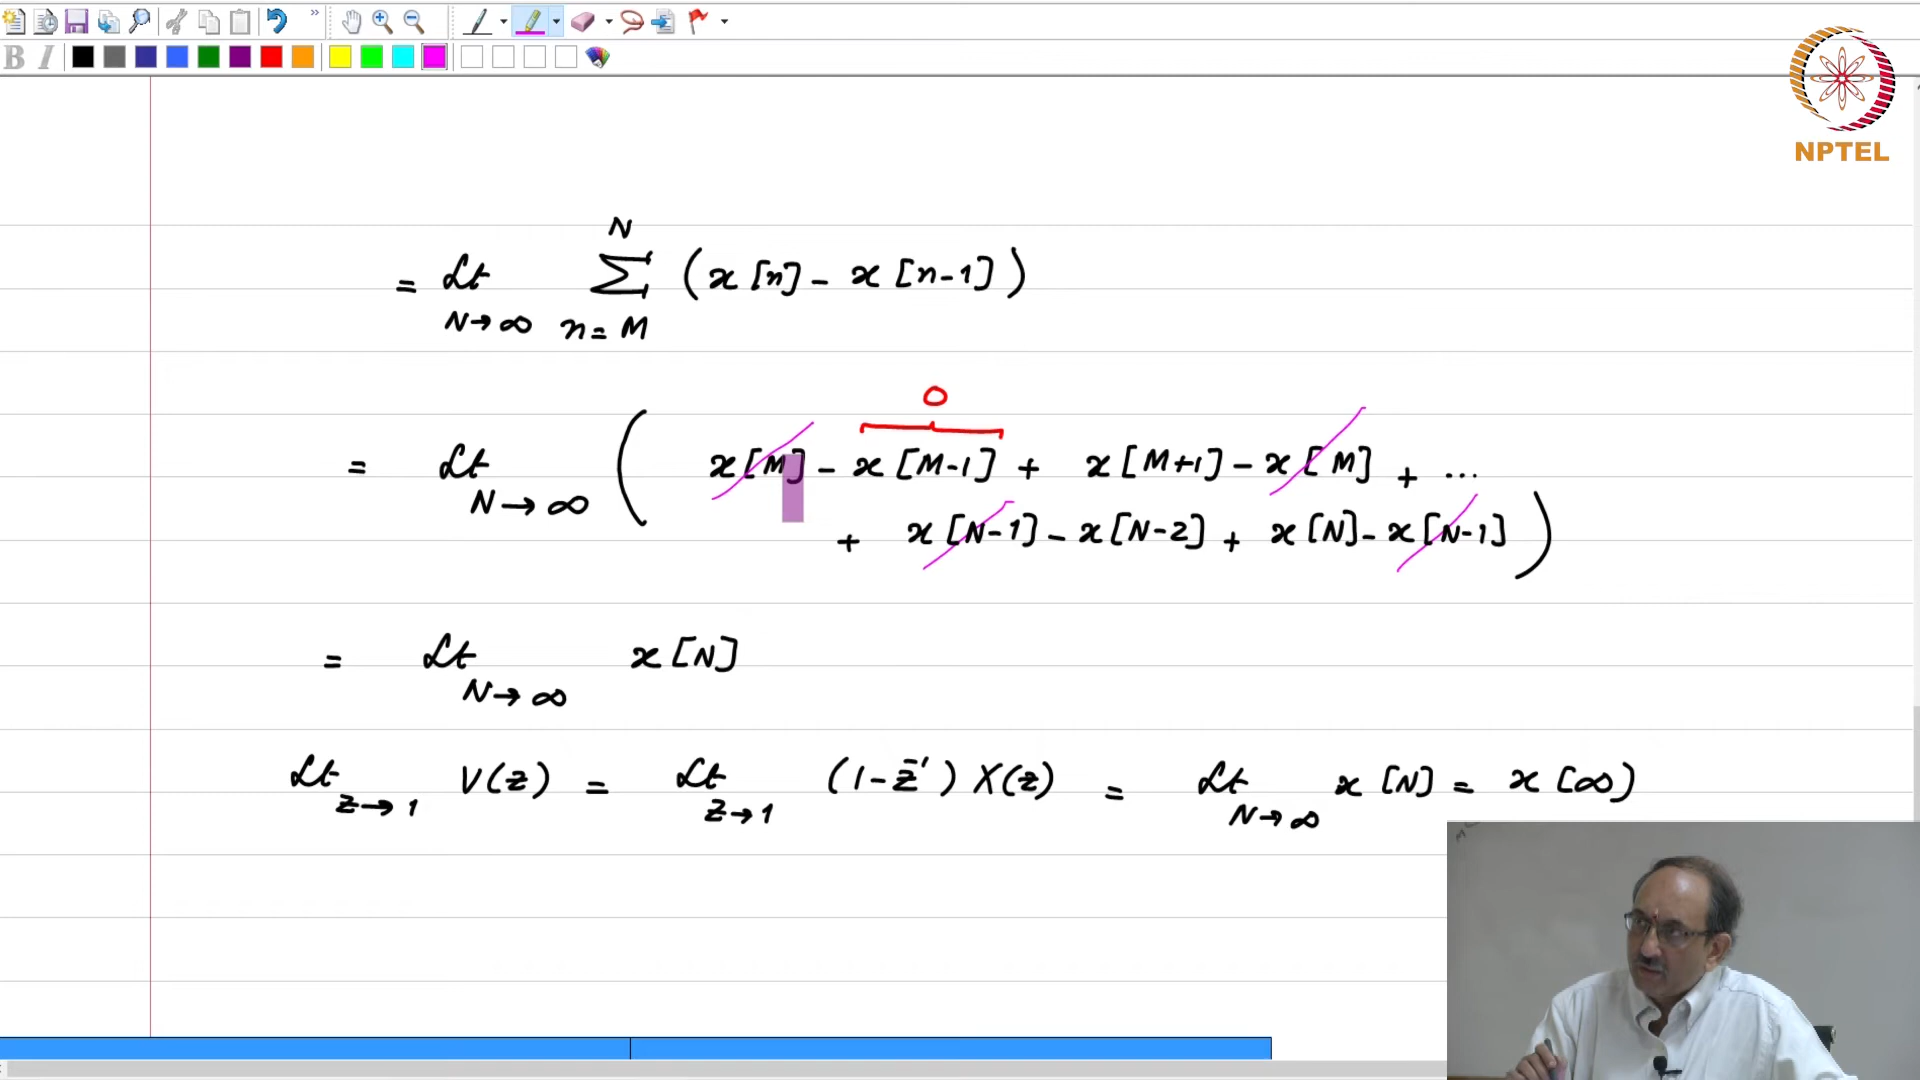 NPTEL
N
= Lt Σ (x[n] - x[n-1])
N→∞ n=M
0
= Lt ( x[M] - x[M-1] + x[M+1] - x[M] + ...
N→∞ + x[N-1] - x[N-2] + x[N] - x[N-1] )
= Lt x[N]
N→∞
Lt V(z) = Lt (1-z⁻¹) X(z) = Lt x[N] = x[∞)
z→1 z→1 N→∞